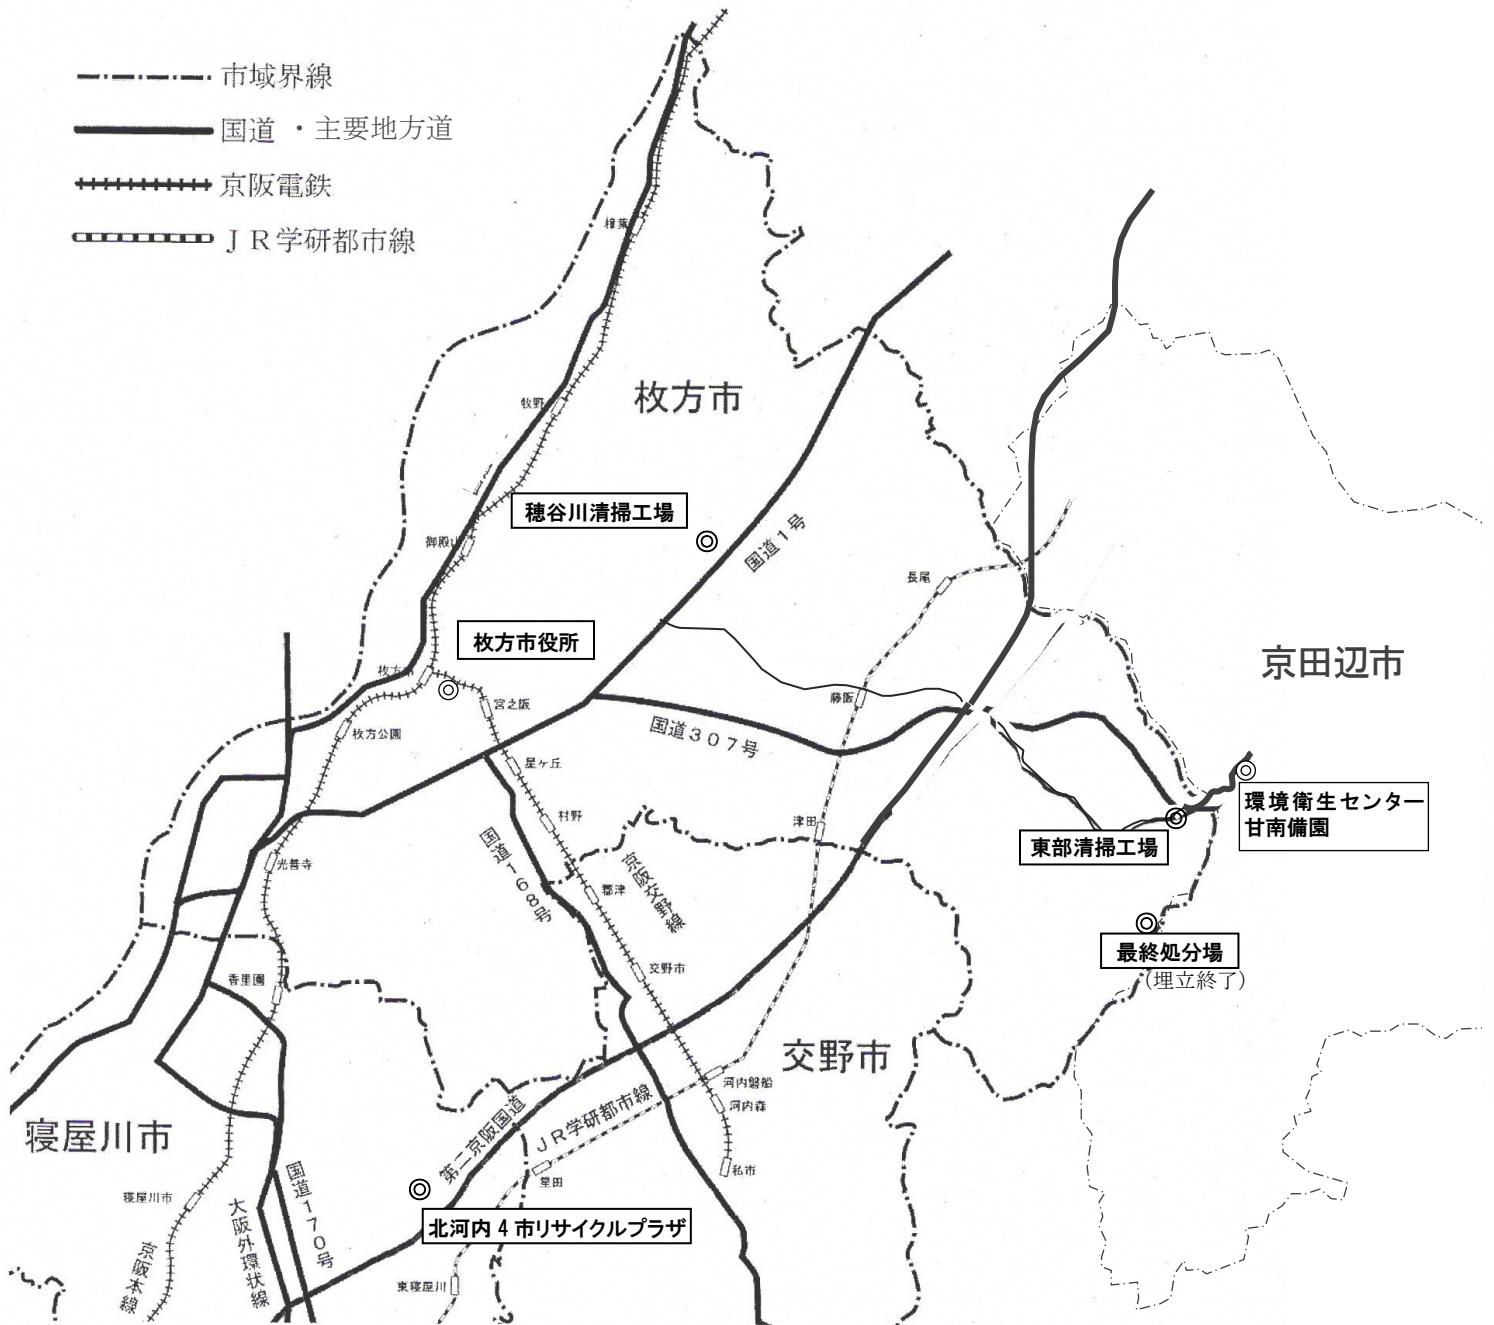 市域界線
国道 ・主要地方道
京阪電鉄
ＪＲ学研都市線
樟葉
牧野
枚方市
穂谷川清掃工場
御殿山
国道１号
長尾
枚方市役所
枚方市
宮之阪
藤阪
京田辺市
枚方公園
国道３０７号
星ヶ丘
村野
津田
環境衛生センター
甘南備園
東部清掃工場
光善寺
国道１６８号
京阪交野線
郡津
最終処分場
(埋立終了)
香里園
交野市
交野市
河内磐船
河内森
寝屋川市
第二京阪国道
ＪＲ学研都市線
私市
星田
寝屋川市
国道１７０号
大阪外環状線
北河内 4 市リサイクルプラザ
京阪本線
東寝屋川